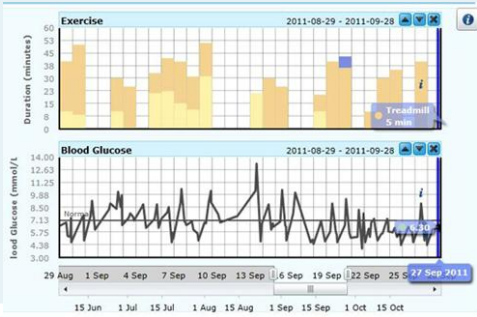 Exercise 2011-08-29 - 2011-09-28
Duration (minutes)
60
53
45
38
30
23
15
8
0
i
Treadmill
5 min
Blood Glucose 2011-08-29 - 2011-09-28
lood Glucose (mmol/L
14.00
12.63
11.25
9.88
8.50
7.13
5.75
4.38
3.00
Normal
i
6.30
29 Aug 1 Sep 4 Sep 7 Sep 10 Sep 13 Sep 6 Sep 19 Sep 22 Sep 25
27 Sep 2011
15 Jun 1 Jul 15 Jul 1 Aug 15 Aug 1 Sep 15 Sep 1 Oct 15 Oct